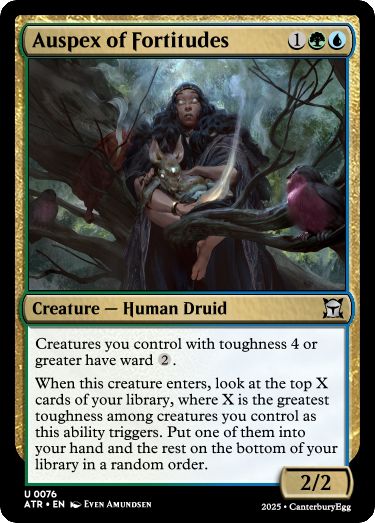 Auspex of Fortitudes 1
Creature — Human Druid
Creatures you control with toughness 4 or
greater have ward 2.
When this creature enters, look at the top X
cards of your library, where X is the greatest
toughness among creatures you control as
this ability triggers. Put one of them into
your hand and the rest on the bottom of your
library in a random order.
2/2
U 0076
ATR • EN Even Amundsen
2025 • CanterburyEgg